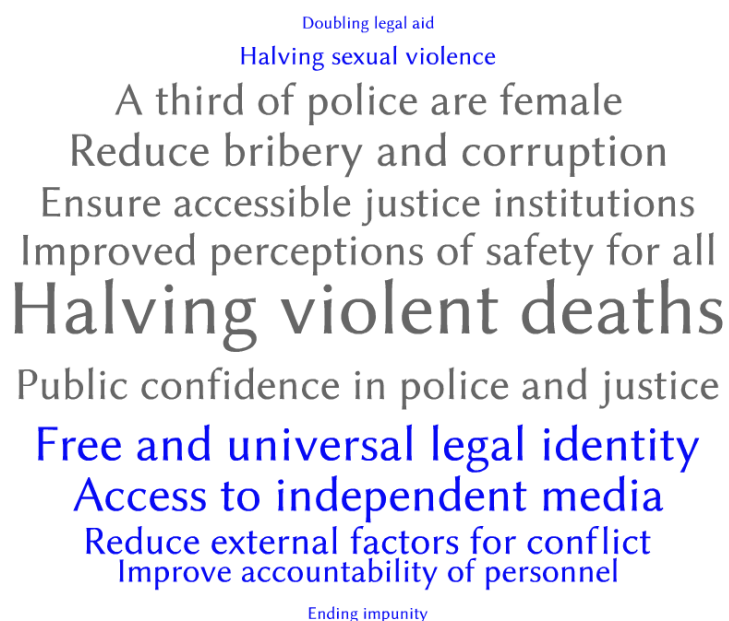 Doubling legal aid
Halving sexual violence
A third of police are female
Reduce bribery and corruption
Ensure accessible justice institutions
Improved perceptions of safety for all
Halving violent deaths
Public confidence in police and justice
Free and universal legal identity
Access to independent media
Reduce external factors for conflict
Improve accountability of personnel
Ending impunity